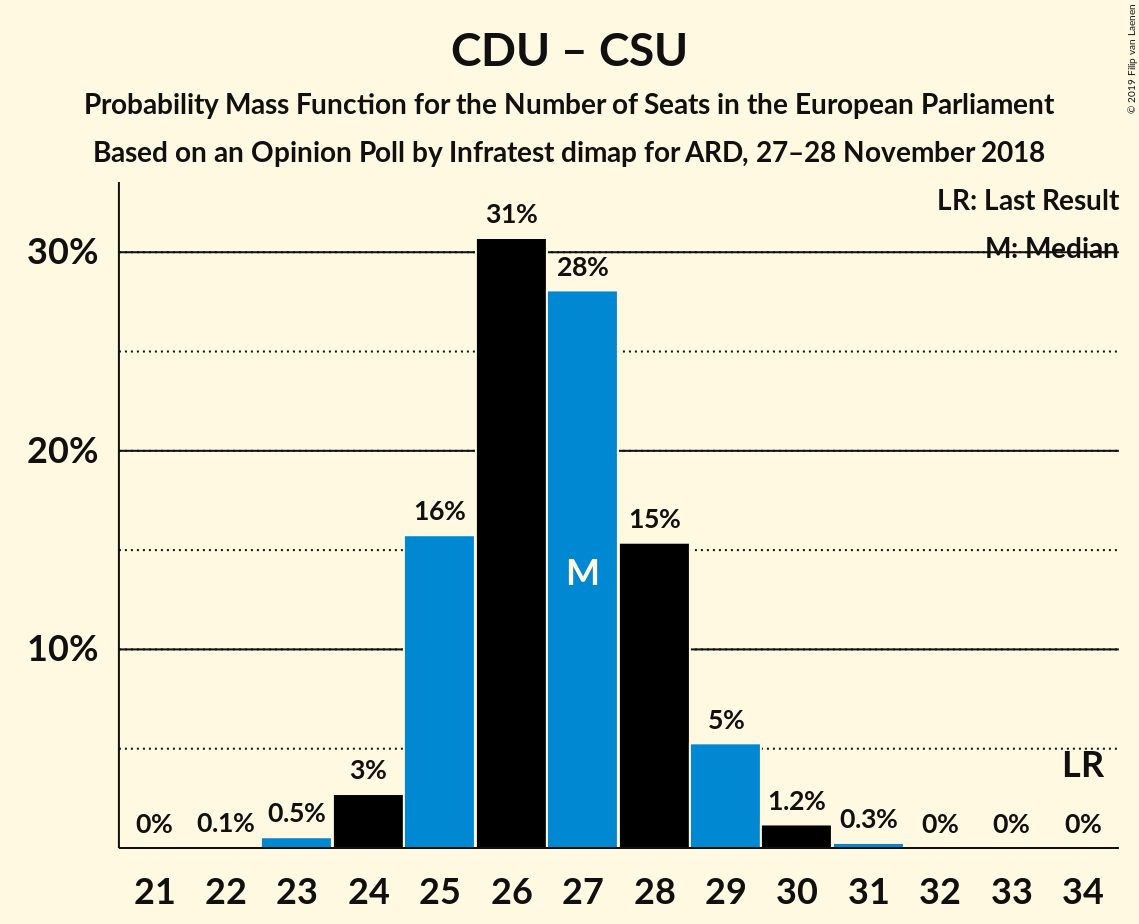 CDU – CSU
Probability Mass Function for the Number of Seats in the European Parliament
Based on an Opinion Poll by Infratest dimap for ARD, 27–28 November 2018
© 2019 Filip van Laenen
LR: Last Result
M: Median
30%
20%
10%
0%
0.1%
0.5%
3%
16%
31%
28%
15%
5%
1.2%
0.3%
0%
0%
0%
M
LR
21 22 23 24 25 26 27 28 29 30 31 32 33 34